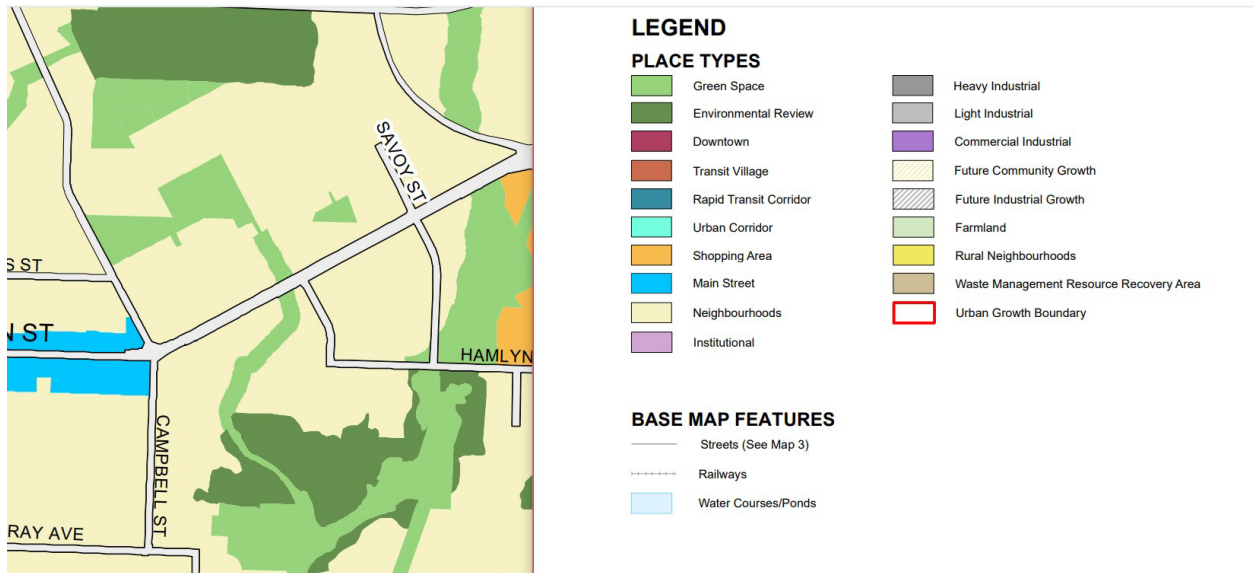 SAVOY ST
S ST
N ST
HAMLYN
CAMPBELL ST
RAY AVE
LEGEND
PLACE TYPES
Green Space
Environmental Review
Downtown
Transit Village
Rapid Transit Corridor
Urban Corridor
Shopping Area
Main Street
Neighbourhoods
Institutional
Heavy Industrial
Light Industrial
Commercial Industrial
Future Community Growth
Future Industrial Growth
Farmland
Rural Neighbourhoods
Waste Management Resource Recovery Area
Urban Growth Boundary
BASE MAP FEATURES
Streets (See Map 3)
Railways
Water Courses/Ponds